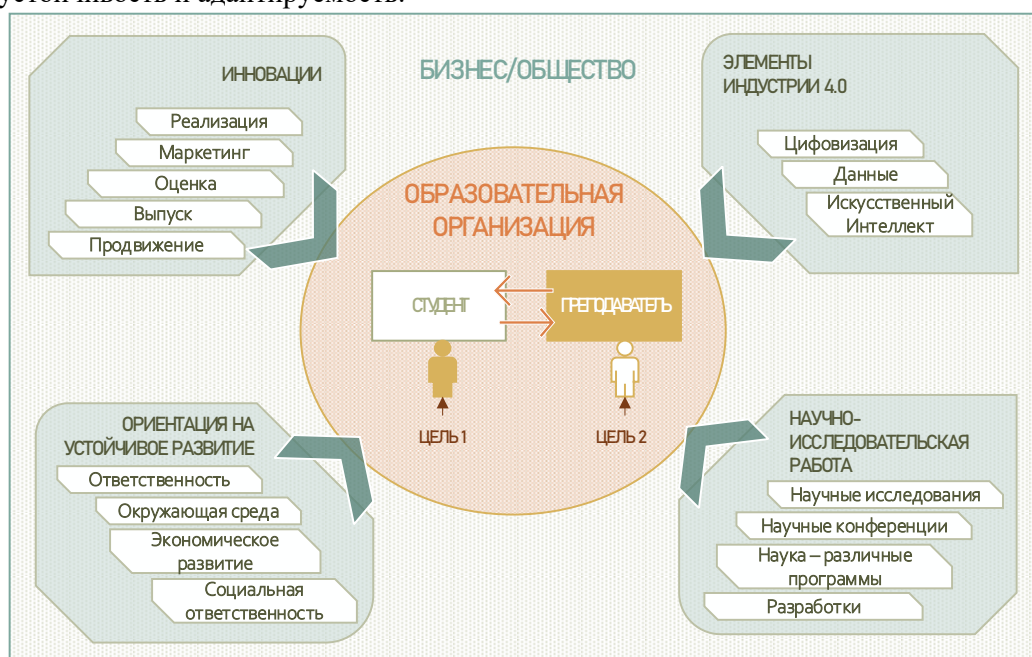 устойчивость и адаптируемость.
БИЗНЕС/ОБЩЕСТВО
ИННОВАЦИИ
Реализация
Маркетинг
Оценка
Выпуск
Продвижение
ЭЛЕМЕНТЫ
ИНДУСТРИИ 4.0
Цифовизация
Данные
Искусственный
Интеллект
ОБРАЗОВАТЕЛЬНАЯ
ОРГАНИЗАЦИЯ
СТУДЕНТ
ПРЕПОДАВАТЕЛЬ
ЦЕЛЬ 1
ЦЕЛЬ 2
ОРИЕНТАЦИЯ НА
УСТОЙЧИВОЕ РАЗВИТИЕ
Ответственность
Окружающая среда
Экономическое
развитие
Социальная
ответственность
НАУЧНО-
ИССЛЕДОВАТЕЛЬСКАЯ
РАБОТА
Научные исследования
Научные конференции
Наука – различные
программы
Разработки